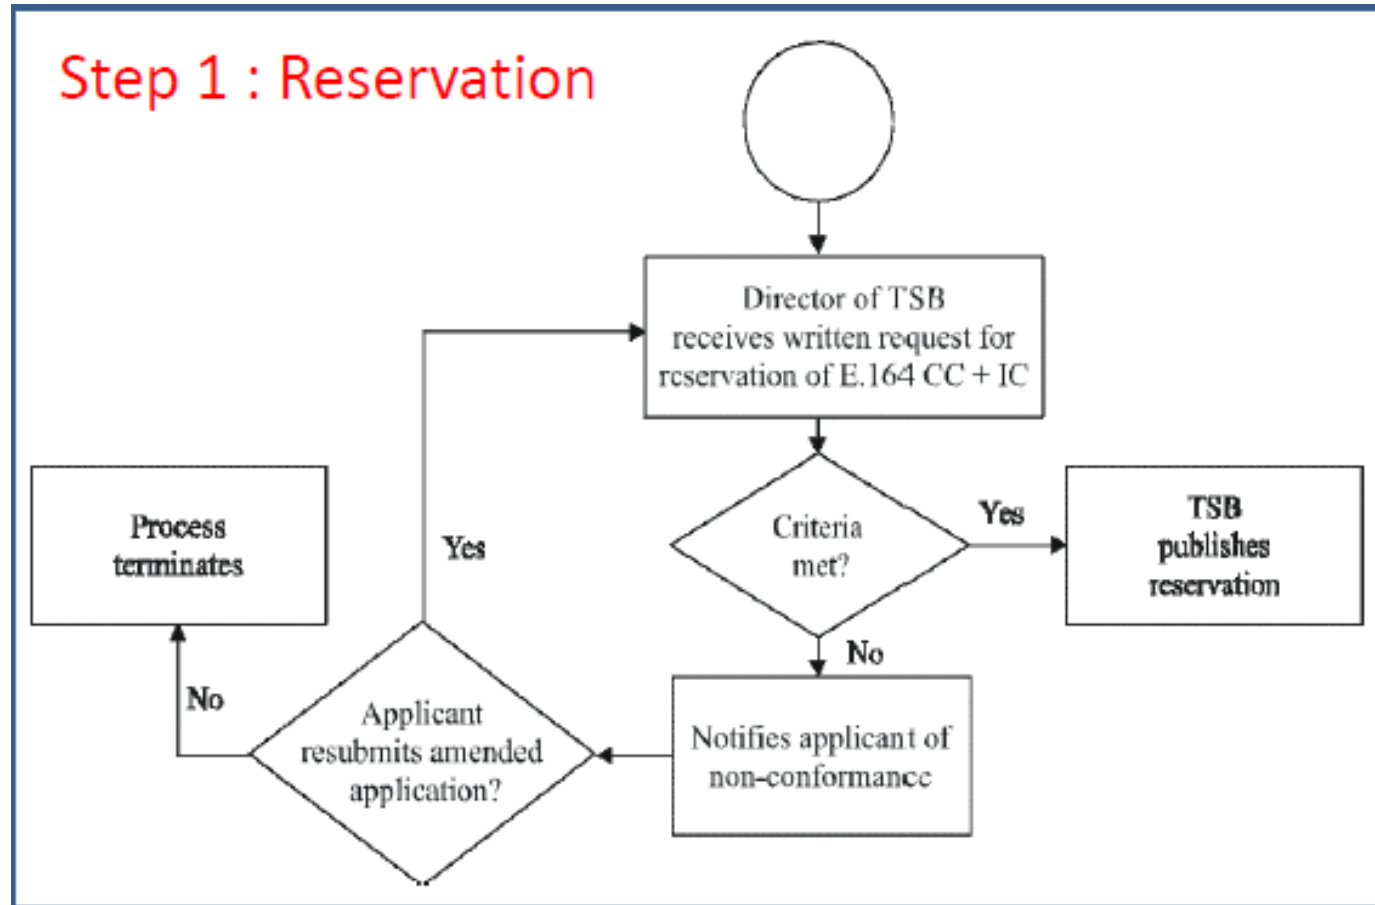 Step 1 : Reservation
Director of TSB
receives written request for
reservation of E.164 CC + IC
Criteria
met?
Yes
TSB
publishes
reservation
No
Notifies applicant of
non-conformance
Applicant
resubmits amended
application?
Yes
No
Process
terminates